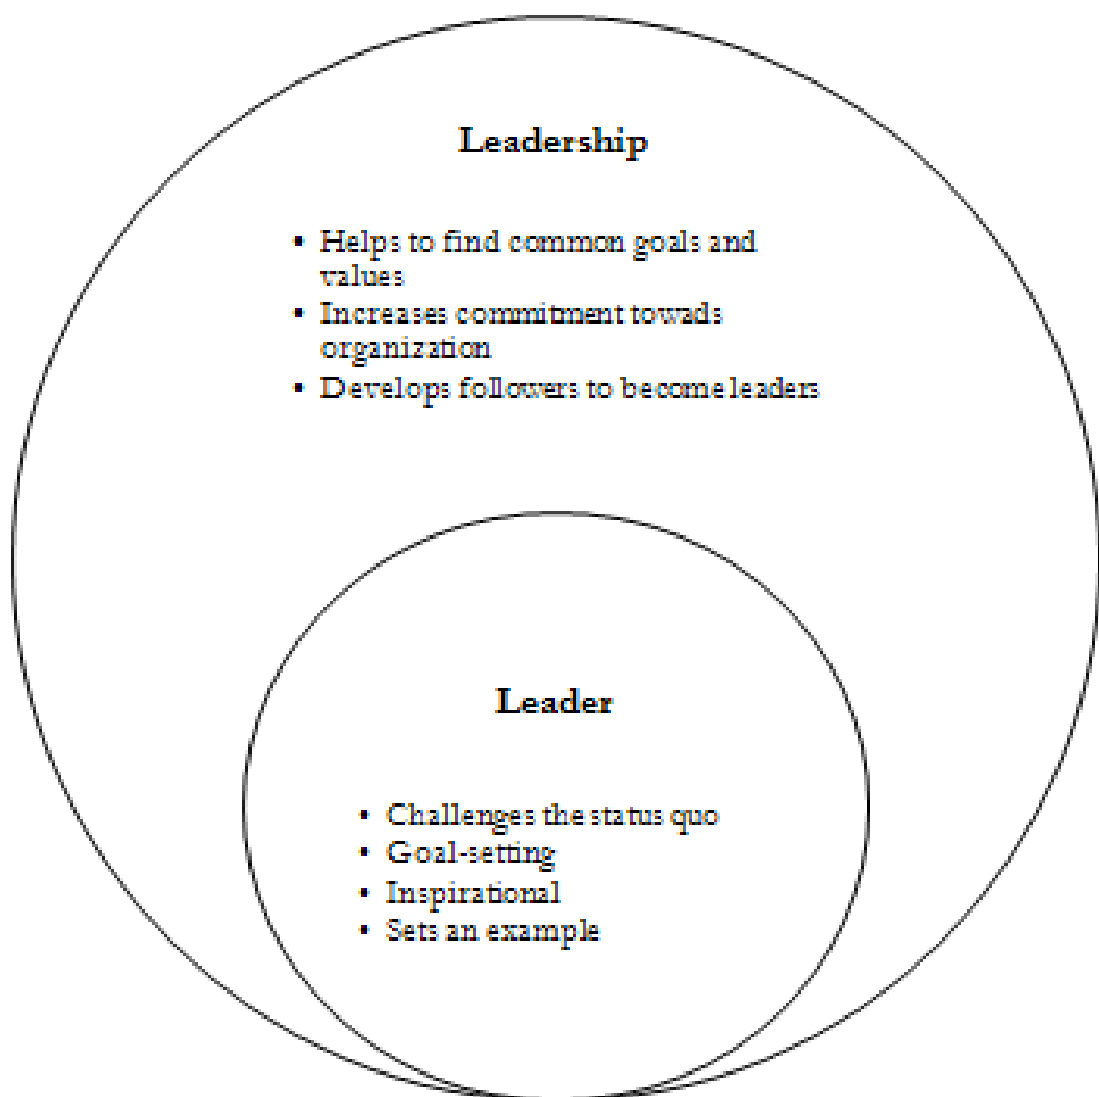 Leadership
• Helps to find common goals and
values
• Increases commitment towads
organization
• Develops followers to become leaders
Leader
• Challenges the status quo
• Goal-setting
• Inspirational
• Sets an example